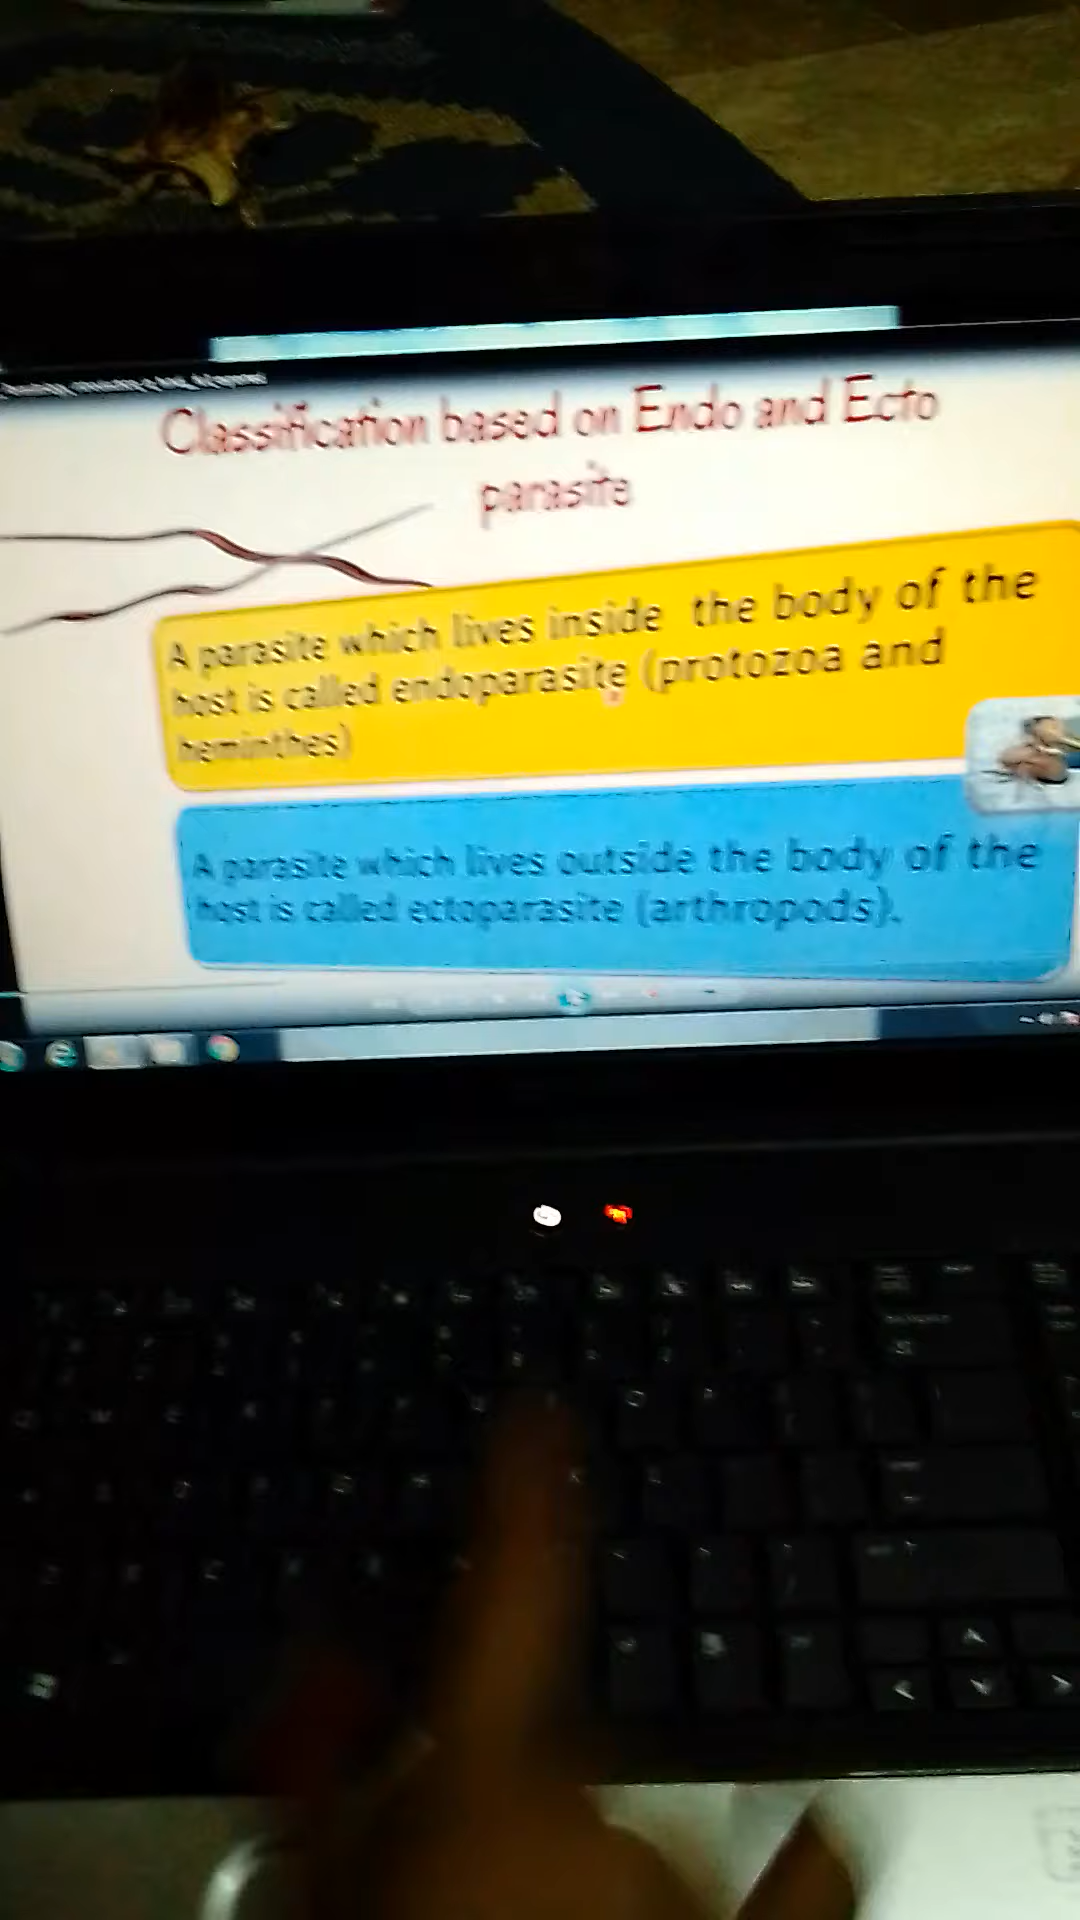 Classification based on Endo and Ecto
parasite
A parasite which lives inside the body of the
host is called endoparasite (protozoa and
heminthes)
A parasite which lives outside the body of the
host is called ectoparasite (arthropods).